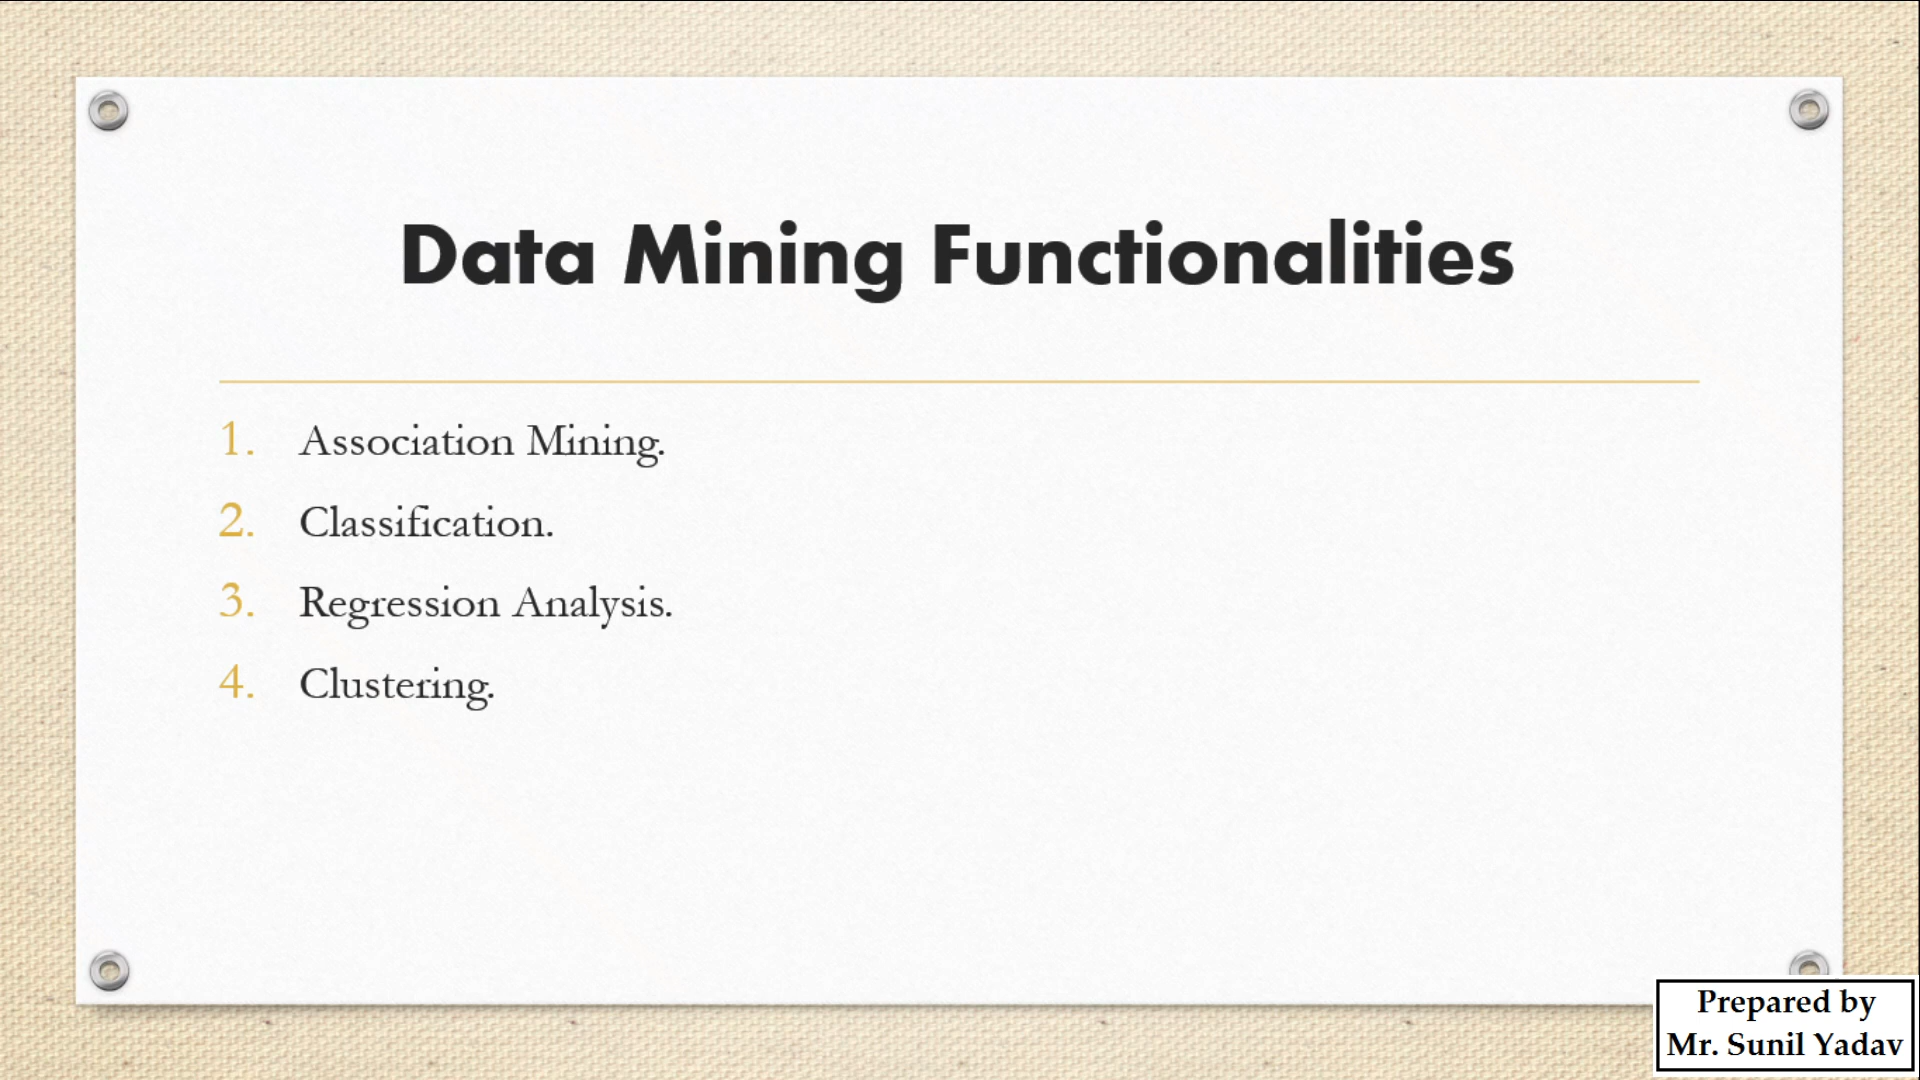 Data Mining Functionalities
1. Association Mining.
2. Classification.
3. Regression Analysis.
4. Clustering.
Prepared by
Mr. Sunil Yadav